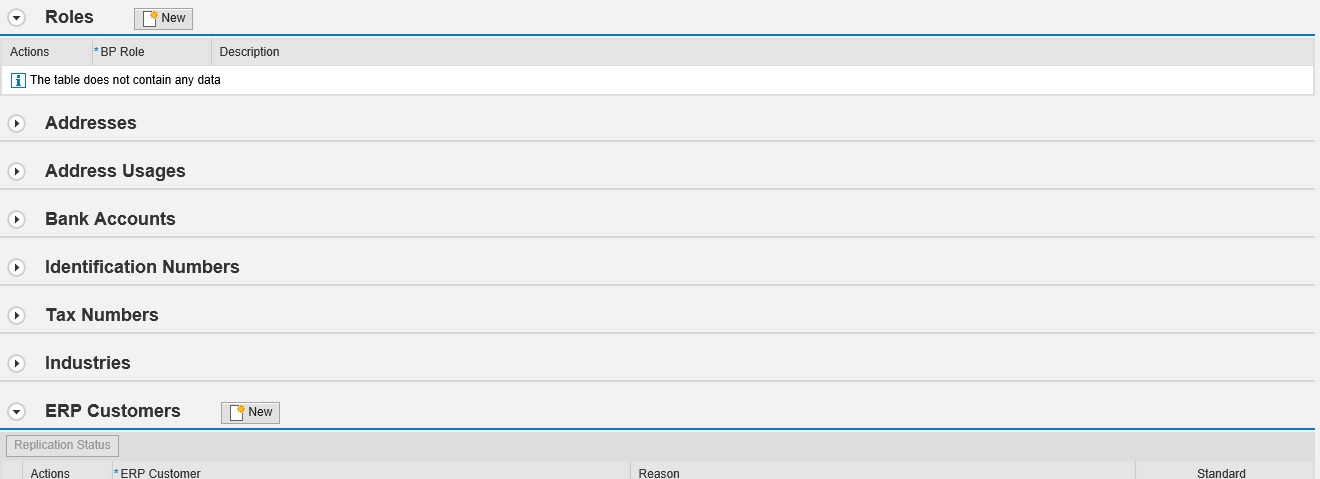 Roles New
Actions *BP Role Description
The table does not contain any data
Addresses
Address Usages
Bank Accounts
Identification Numbers
Tax Numbers
Industries
ERP Customers New
Replication Status
Actions *ERP Customer Reason Standard